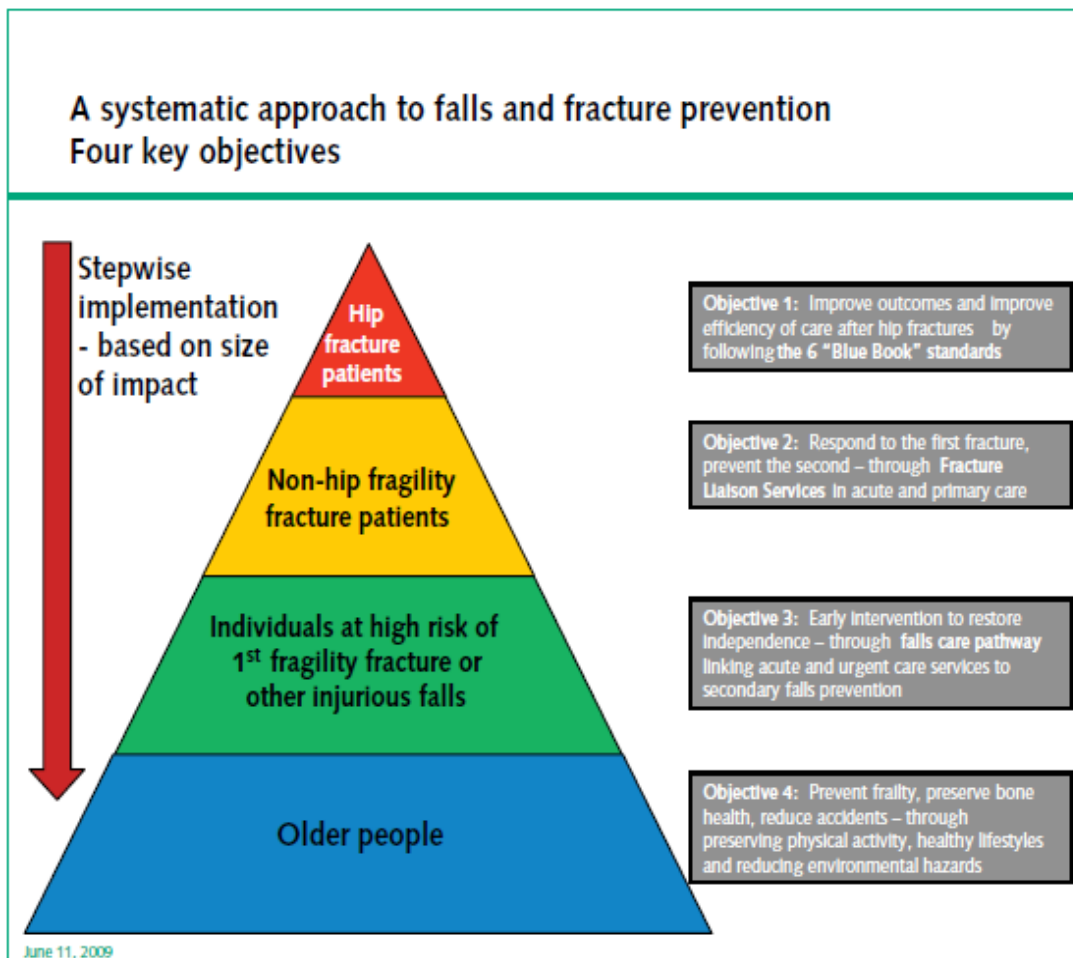 A systematic approach to falls and fracture prevention
Four key objectives
Stepwise
implementation
- based on size
of impact
Hip
fracture
patients
Non-hip fragility
fracture patients
Individuals at high risk of
1st fragility fracture or
other injurious falls
Older people
Objective 1: Improve outcomes and improve
efficiency of care after hip fractures by
following the 6 “Blue Book” standards
Objective 2: Respond to the first fracture,
prevent the second – through Fracture
Liaison Services in acute and primary care
Objective 3: Early intervention to restore
independence – through falls care pathway
linking acute and urgent care services to
secondary falls prevention
Objective 4: Prevent frailty, preserve bone
health, reduce accidents – through
preserving physical activity, healthy lifestyles
and reducing environmental hazards
June 11, 2009